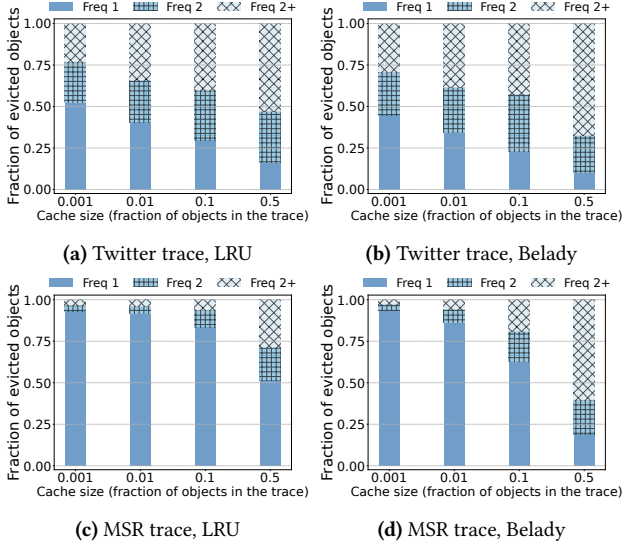 Freq 1 Freq 2 Freq 2+
Fraction of evicted objects
1.00
0.75
0.50
0.25
0.00
0.001 0.01 0.1 0.5
Cache size (fraction of objects in the trace)
(a) Twitter trace, LRU
Freq 1 Freq 2 Freq 2+
Fraction of evicted objects
1.00
0.75
0.50
0.25
0.00
0.001 0.01 0.1 0.5
Cache size (fraction of objects in the trace)
(b) Twitter trace, Belady
Freq 1 Freq 2 Freq 2+
Fraction of evicted objects
1.00
0.75
0.50
0.25
0.00
0.001 0.01 0.1 0.5
Cache size (fraction of objects in the trace)
(c) MSR trace, LRU
Freq 1 Freq 2 Freq 2+
Fraction of evicted objects
1.00
0.75
0.50
0.25
0.00
0.001 0.01 0.1 0.5
Cache size (fraction of objects in the trace)
(d) MSR trace, Belady